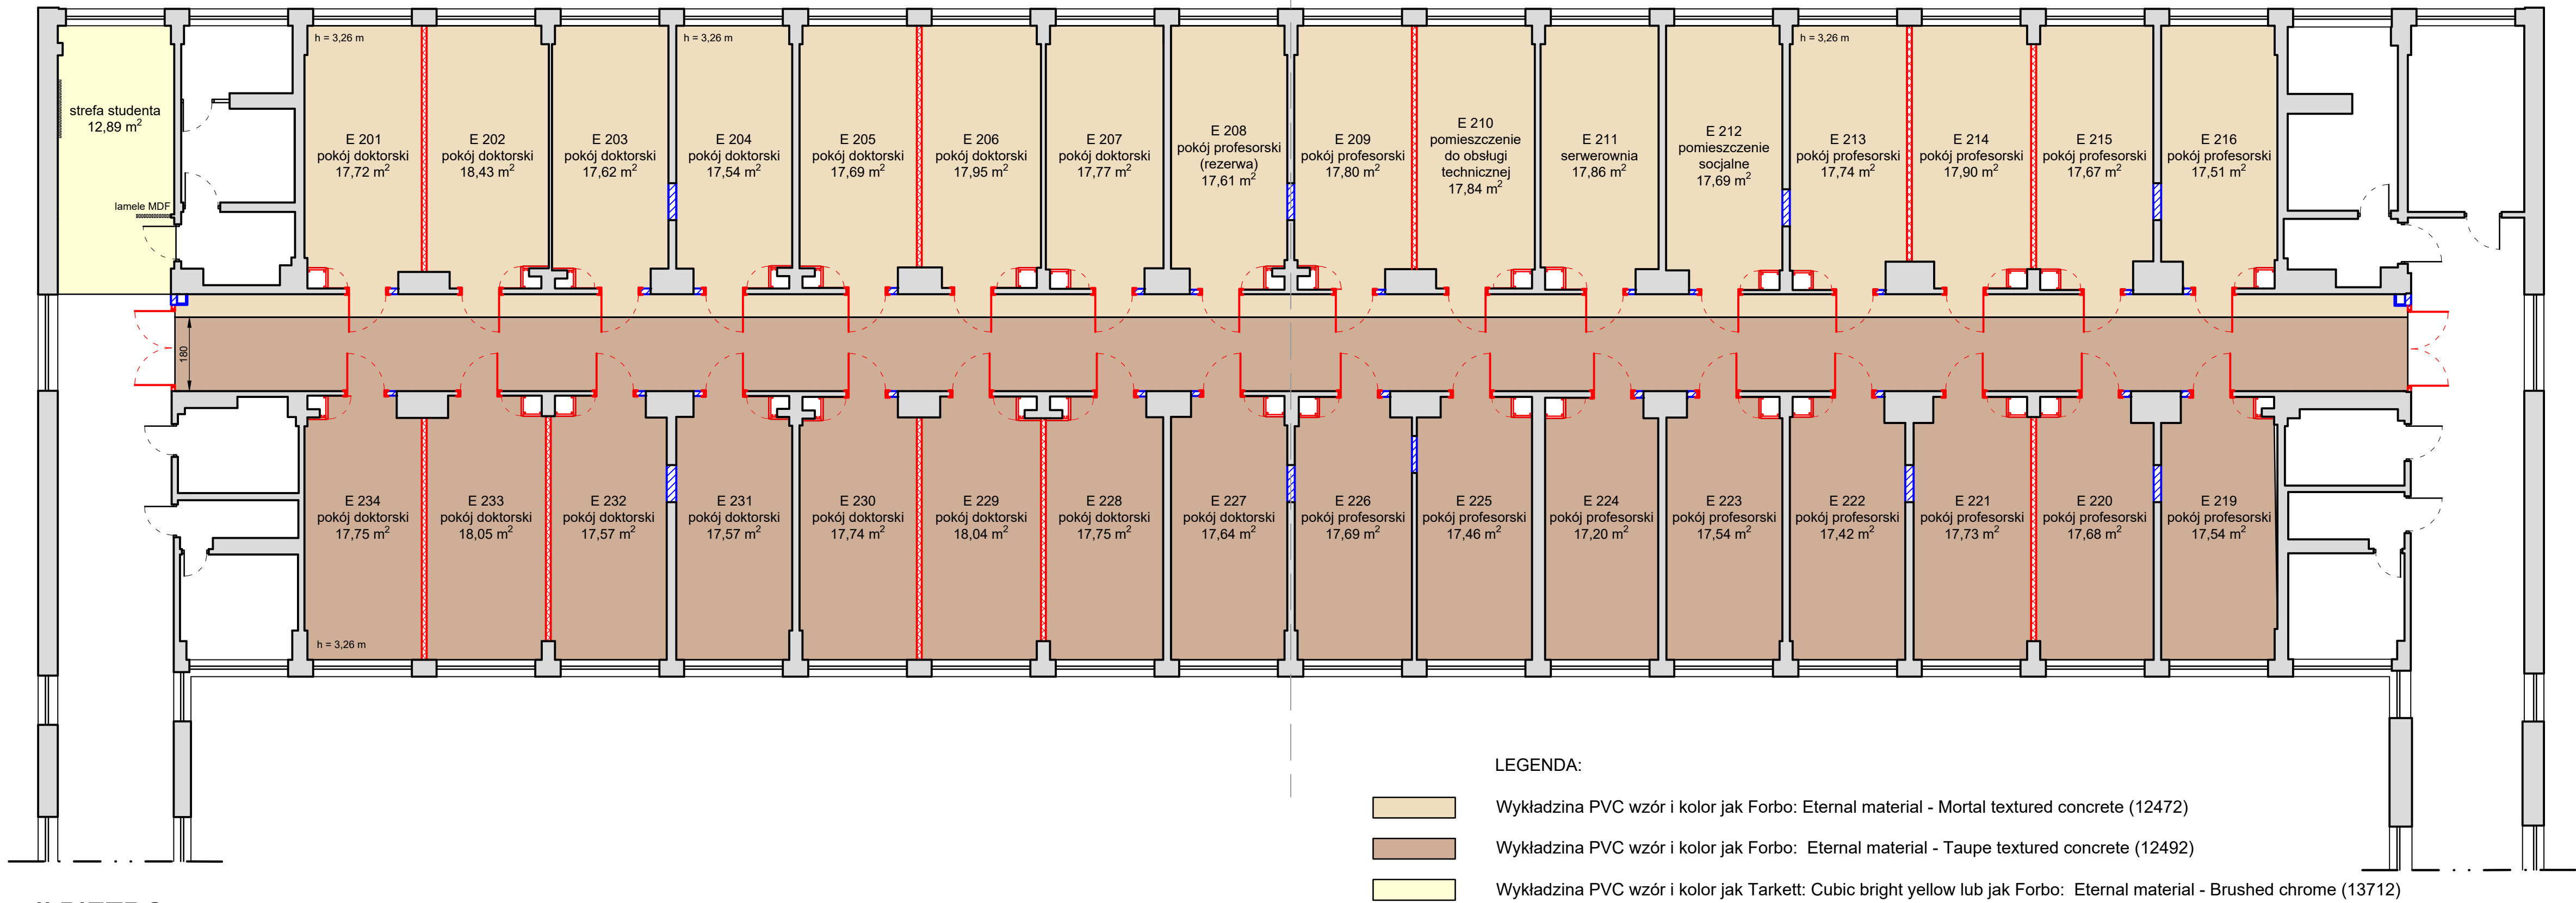 h = 3,26 m
h = 3,26 m
h = 3,26 m
strefa studenta
12,89 m²
lamele MDF
E 201
pokój doktorski
17,72 m²
E 202
pokój doktorski
18,43 m²
E 203
pokój doktorski
17,62 m²
E 204
pokój doktorski
17,54 m²
E 205
pokój doktorski
17,69 m²
E 206
pokój doktorski
17,95 m²
E 207
pokój doktorski
17,77 m²
E 208
pokój profesorski
(rezerwa)
17,61 m²
E 209
pokój profesorski
17,80 m²
E 210
pomieszczenie
do obsługi
technicznej
17,84 m²
E 211
serwerownia
17,86 m²
E 212
pomieszczenie
socjalne
17,69 m²
E 213
pokój profesorski
17,74 m²
E 214
pokój profesorski
17,90 m²
E 215
pokój profesorski
17,67 m²
E 216
pokój profesorski
17,51 m²
180
E 234
pokój doktorski
17,75 m²
E 233
pokój doktorski
18,05 m²
E 232
pokój doktorski
17,57 m²
E 231
pokój doktorski
17,57 m²
E 230
pokój doktorski
17,74 m²
E 229
pokój doktorski
18,04 m²
E 228
pokój doktorski
17,75 m²
E 227
pokój doktorski
17,64 m²
E 226
pokój profesorski
17,69 m²
E 225
pokój profesorski
17,46 m²
E 224
pokój profesorski
17,20 m²
E 223
pokój profesorski
17,54 m²
E 222
pokój profesorski
17,42 m²
E 221
pokój profesorski
17,73 m²
E 220
pokój profesorski
17,68 m²
E 219
pokój profesorski
17,54 m²
h = 3,26 m
LEGENDA:
Wykładzina PVC wzór i kolor jak Forbo: Eternal material - Mortal textured concrete (12472)
Wykładzina PVC wzór i kolor jak Forbo: Eternal material - Taupe textured concrete (12492)
Wykładzina PVC wzór i kolor jak Tarkett: Cubic bright yellow lub jak Forbo: Eternal material - Brushed chrome (13712)